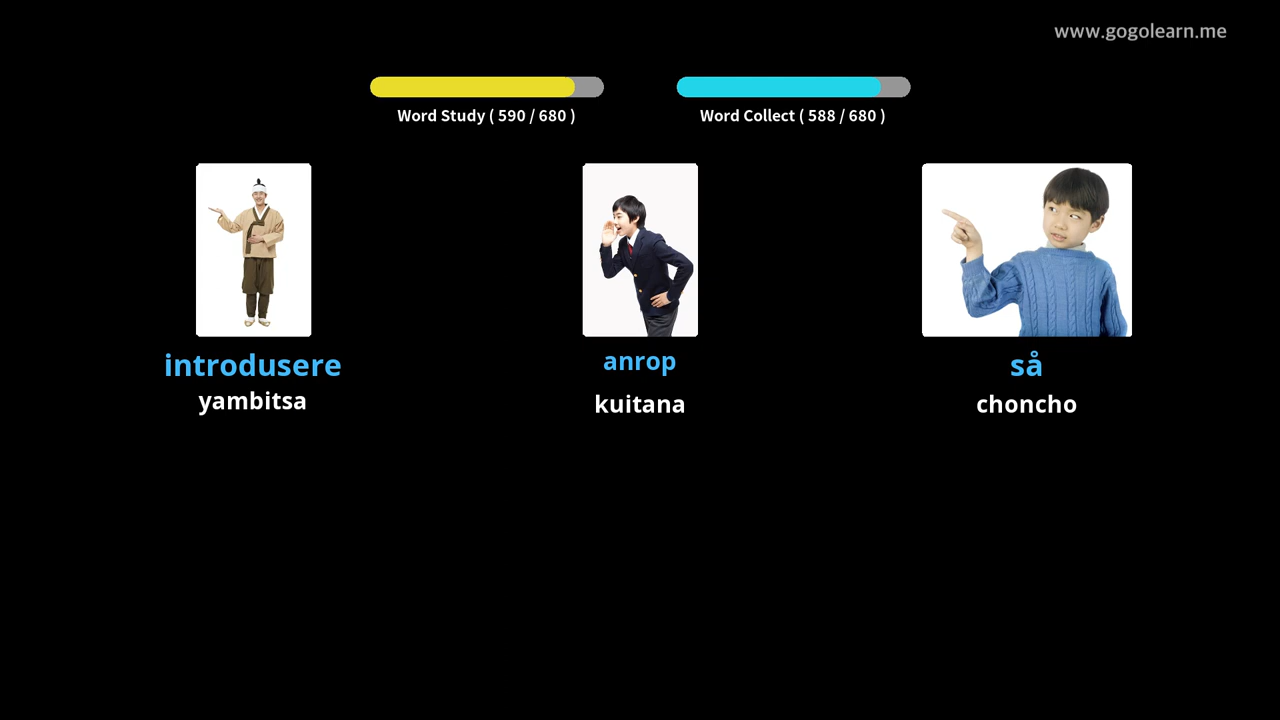 www.gogolearn.me
Word Study ( 590 / 680 )
Word Collect ( 588 / 680 )
introdusere
anrop
så
yambitsa
kuitana
choncho